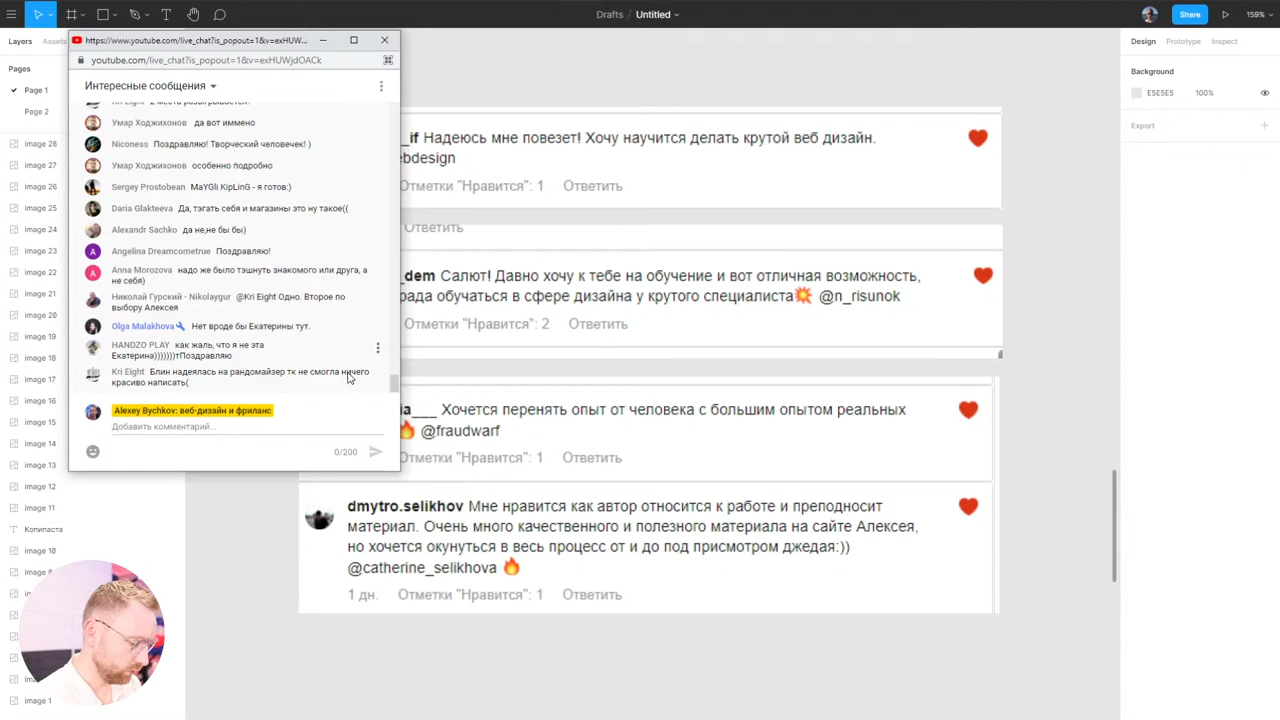 Drafts / Untitled
Share
159%
Layers
Assets
Pages
Page 1
Page 2
image 28
image 27
image 26
image 25
image 24
image 23
image 22
image 21
image 20
image 19
image 18
image 17
image 16
image 15
image 14
image 13
image 12
image 11
Копипаста
image 10
image 1
https://www.youtube.com/live_chat?is_popout=1&v=exHUW...
youtube.com/live_chat?is_popout=1&v=exHUWjdOACk
Интересные сообщения
Умар Ходжихонов да вот иммено
Niconess Поздравляю! Творческий человечек! )
Умар Ходжихонов особенно подробно
Sergey Prostobean MaYGli KipLinG - я готов:)
Daria Glakteeva Да, тэгать себя и магазины это ну такое((
Alexandr Sachko да не,не бы бы)
Angelina Dreamcometrue Поздравляю!
Anna Morozova надо же было тэшнуть знакомого или друга, а
не себя)
Николай Гурский - Nikolaygur @Kri Eight Одно. Второе по
выбору Алексея
Olga Malakhova Нет вроде бы Екатерины тут.
HANDZO PLAY как жаль, что я не эта
Екатерина)))))))тПоздравляю
Kri Eight Блин надеялась на рандомайзер тк не смогла ничего
красиво написать(
Alexey Bychkov: веб-дизайн и фриланс
Добавить комментарий...
0/200
_if Надеюсь мне повезет! Хочу научится делать крутой веб дизайн.
ebdesign
Отметки "Нравится": 1 Ответить
Ответить
_dem Салют! Давно хочу к тебе на обучение и вот отличная возможность,
рада обучаться в сфере дизайна у крутого специалиста💥 @n_risunok
Отметки "Нравится": 2 Ответить
ia___ Хочется перенять опыт от человека с большим опытом реальных
🔥 @fraudwarf
Отметки "Нравится": 1 Ответить
dmytro.selikhov Мне нравится как автор относится к работе и преподносит
материал. Очень много качественного и полезного материала на сайте Алексея,
но хочется окунуться в весь процесс от и до под присмотром джедая:))
@catherine_selikhova 🔥
1 дн. Отметки "Нравится": 1 Ответить
Design
Prototype
Inspect
Background
E5E5E5 100%
Export